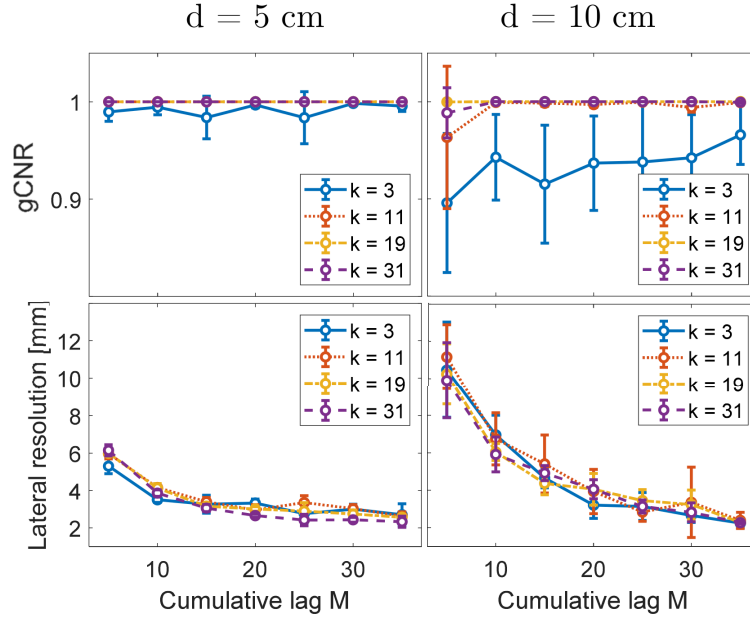 d = 5 cm
d = 10 cm
gCNR
1
0.9
k = 3
k = 11
k = 19
k = 31
k = 3
k = 11
k = 19
k = 31
Lateral resolution [mm]
12
10
8
6
4
2
k = 3
k = 11
k = 19
k = 31
k = 3
k = 11
k = 19
k = 31
10
20
30
10
20
30
Cumulative lag M
Cumulative lag M